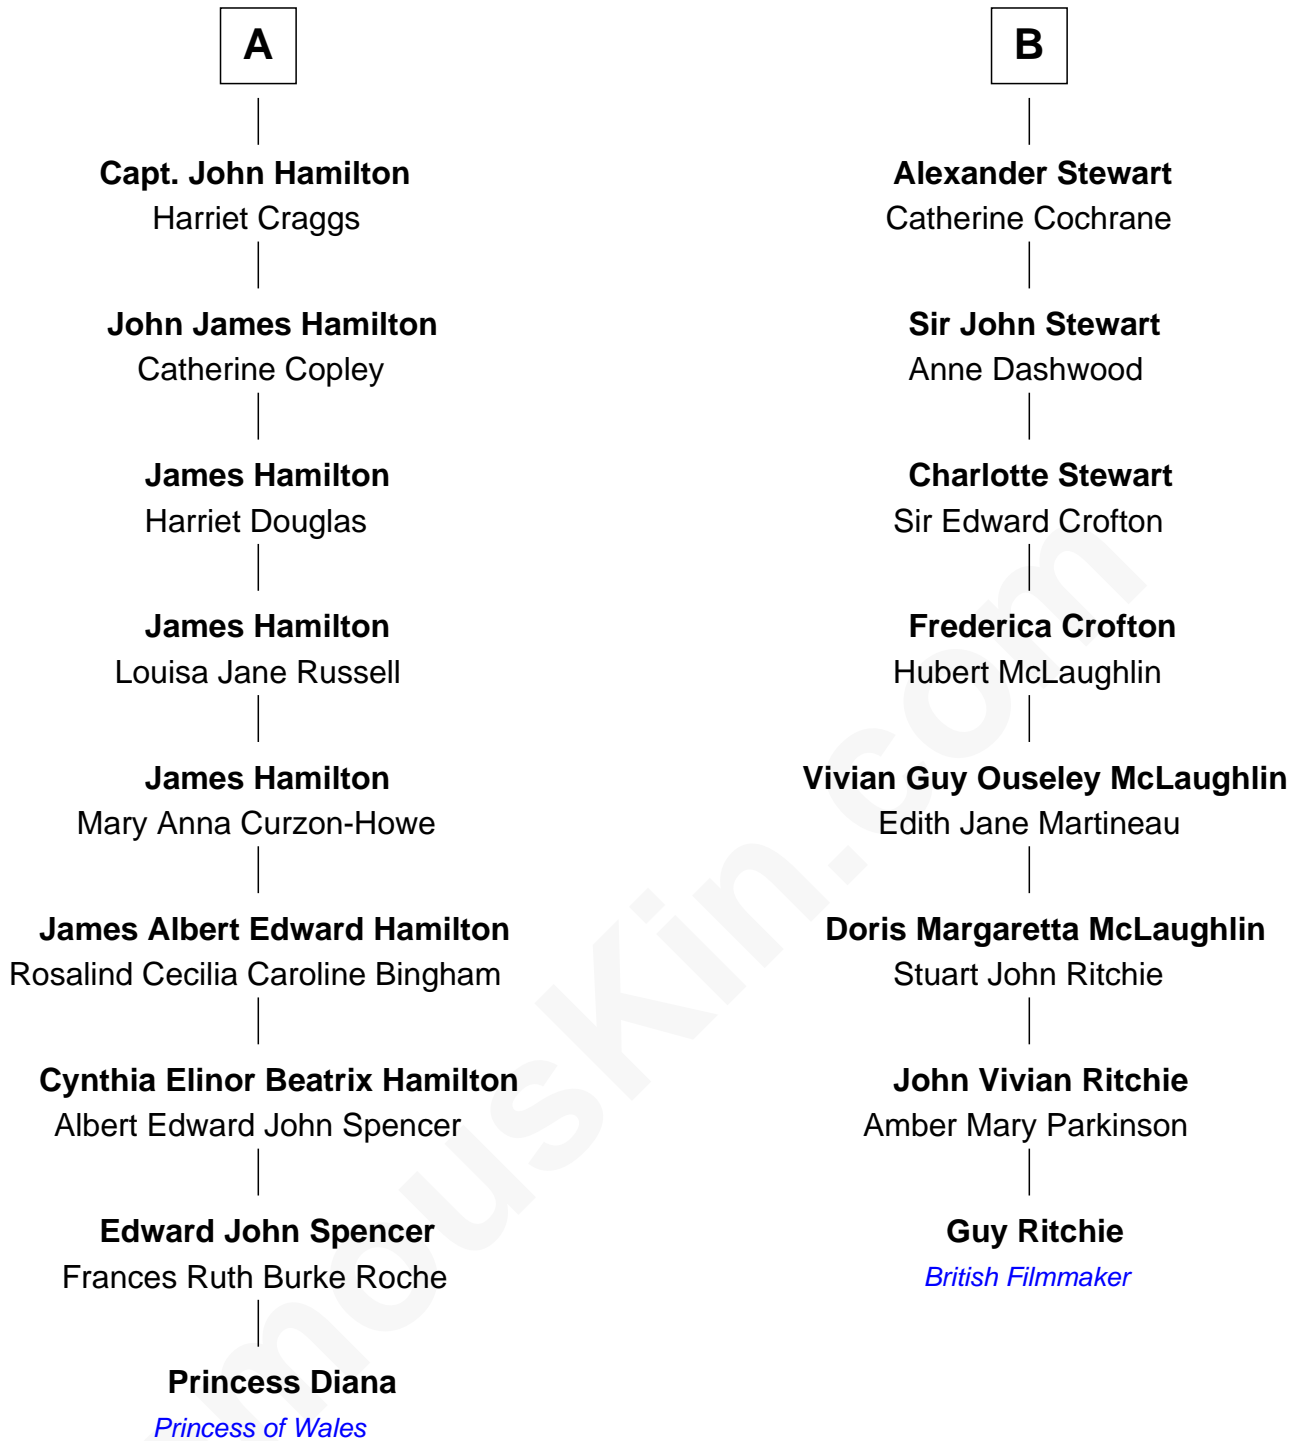 A
Capt. John Hamilton
Harriet Craggs
John James Hamilton
Catherine Copley
James Hamilton
Harriet Douglas
James Hamilton
Louisa Jane Russell
James Hamilton
Mary Anna Curzon-Howe
James Albert Edward Hamilton
Rosalind Cecilia Caroline Bingham
Cynthia Elinor Beatrix Hamilton
Albert Edward John Spencer
Edward John Spencer
Frances Ruth Burke Roche
Princess Diana
Princess of Wales
B
Alexander Stewart
Catherine Cochrane
Sir John Stewart
Anne Dashwood
Charlotte Stewart
Sir Edward Crofton
Frederica Crofton
Hubert McLaughlin
Vivian Guy Ouseley McLaughlin
Edith Jane Martineau
Doris Margaretta McLaughlin
Stuart John Ritchie
John Vivian Ritchie
Amber Mary Parkinson
Guy Ritchie
British Filmmaker
mousKin.com